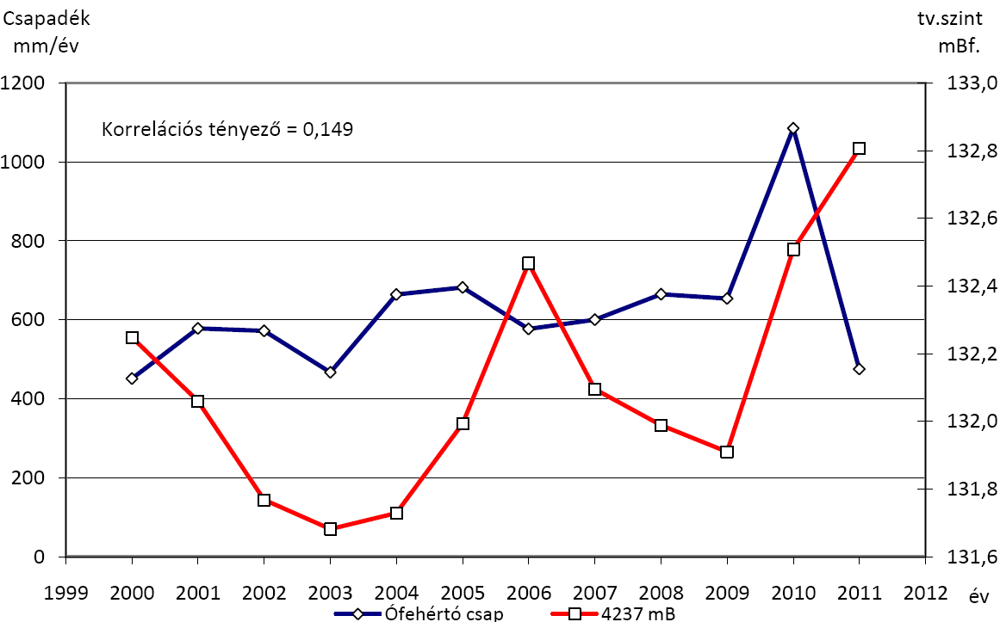 Csapadék
mm/év
tv.szint
mBf.
1200
133,0
Korrelációs tényező = 0,149
132,8
1000
132,6
800
132,4
600
132,2
400
132,0
200
131,8
0
131,6
1999 2000 2001 2002 2003 2004 2005 2006 2007 2008 2009 2010 2011 2012 év
Ófehértó csap 4237 mB